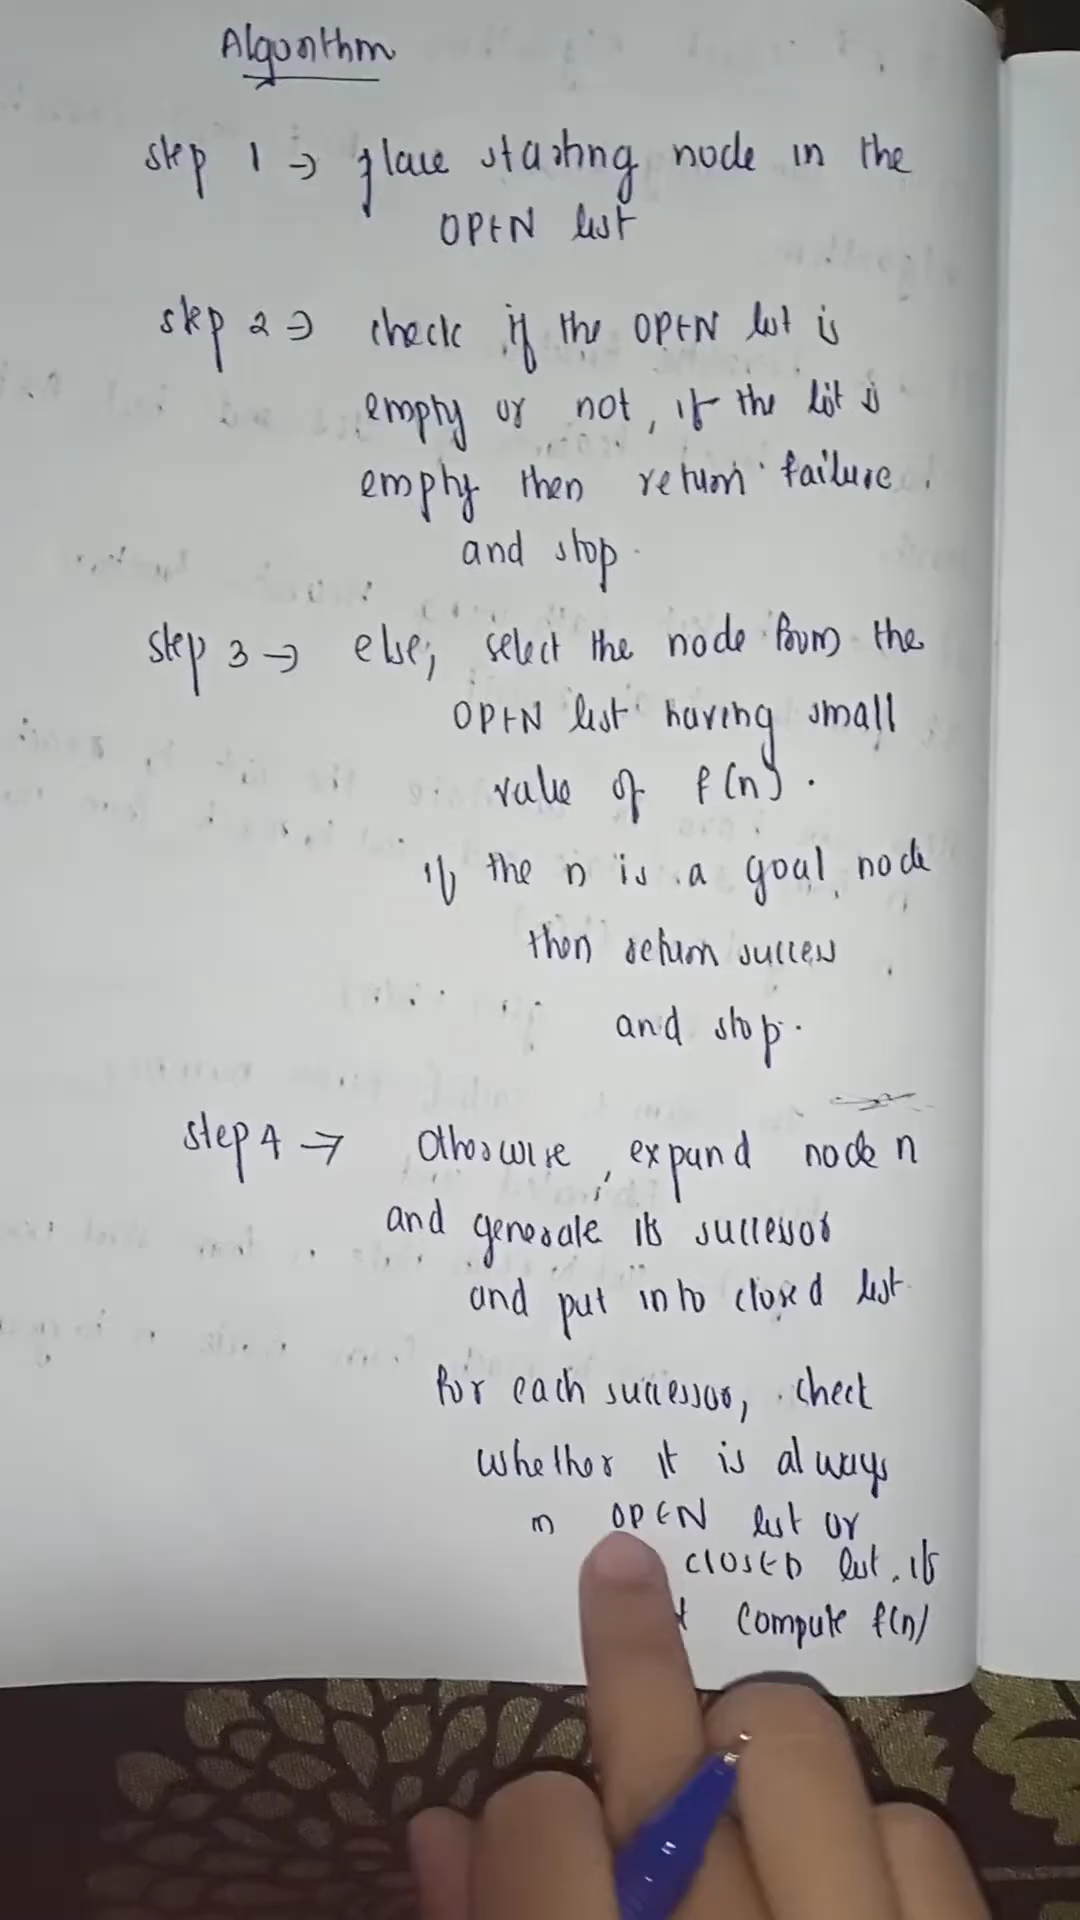 Algorithm
step 1 → place starting node in the
OPEN list
step 2 → check if the OPEN list is
empty or not, if the list is
empty then return failure.
and stop.
step 3 → else, select the node from the
OPEN list having small
value of f(n).
if the n is a goal node
then return success
and stop.
step 4 → Otherwise, expand node n
and generate its successor
and put into closed list.
for each successor, check
whether it is always
in OPEN list or
CLOSED list. if
compute f(n)